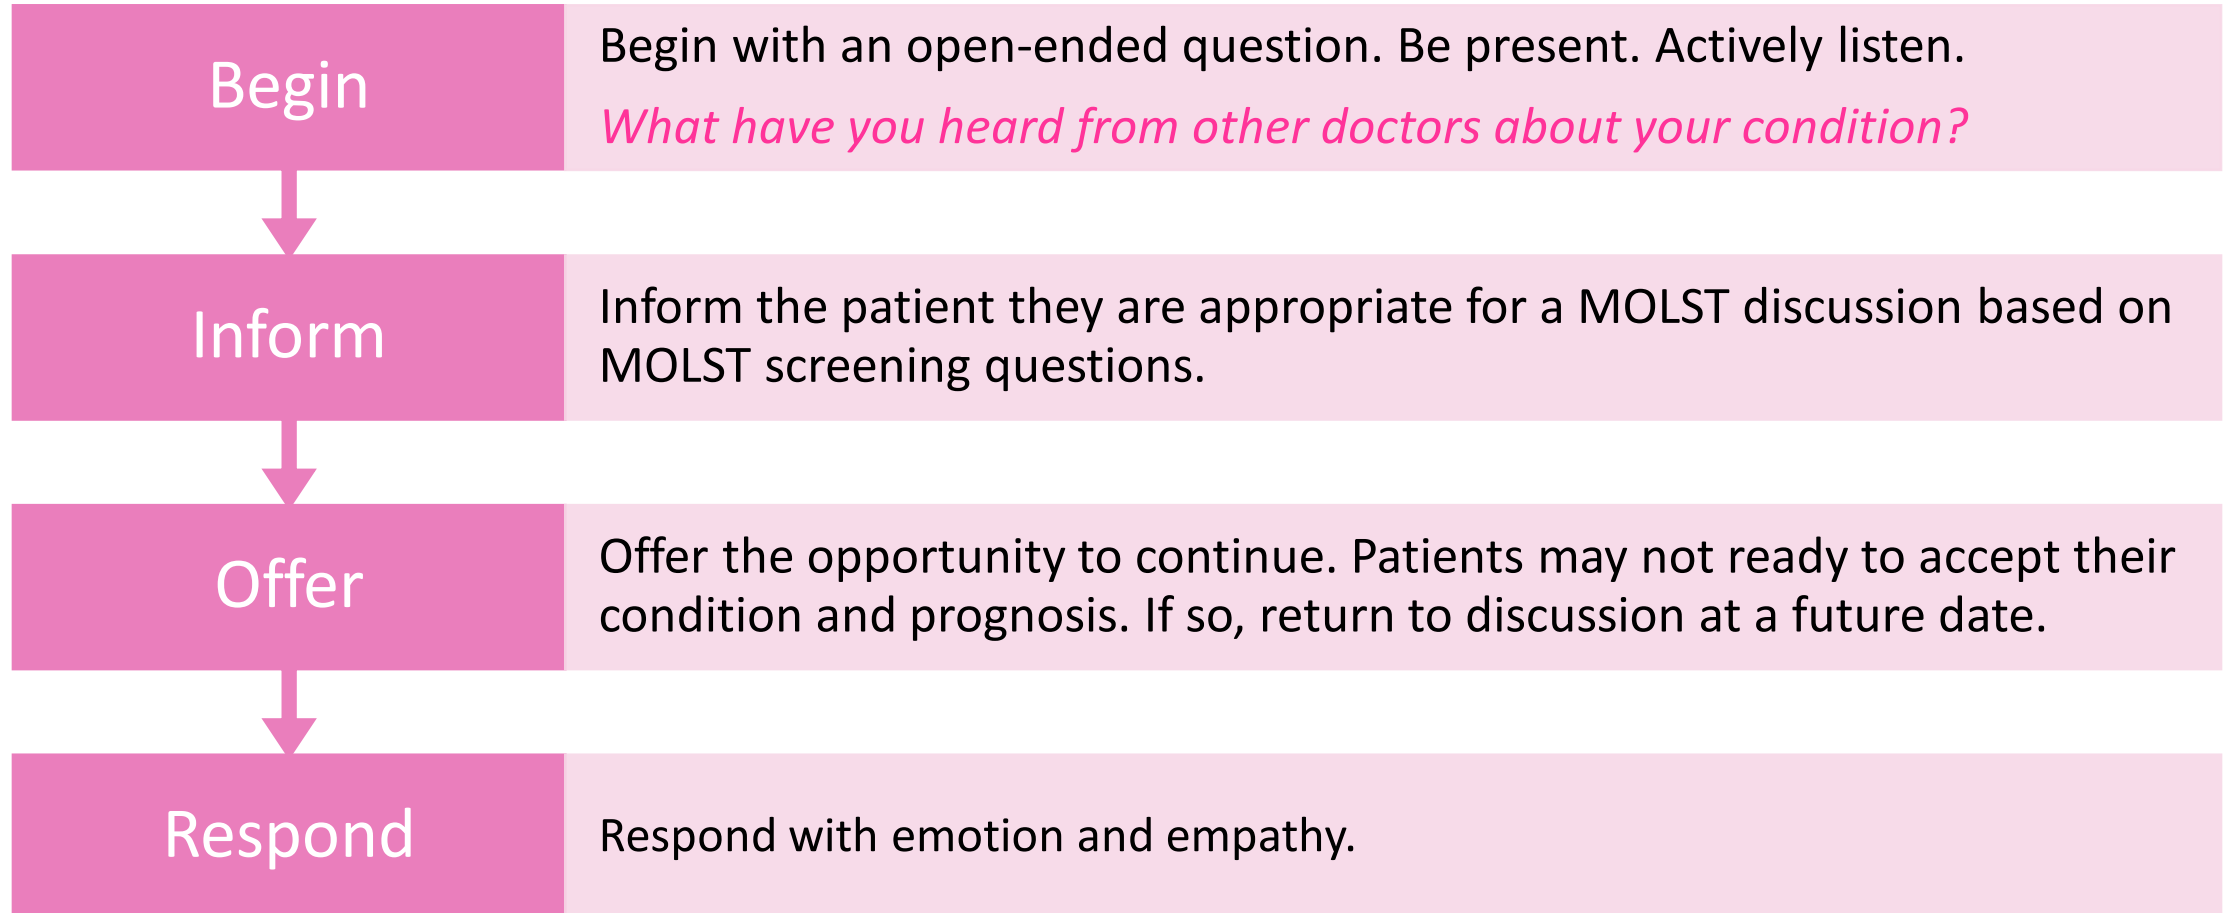 Begin
Begin with an open-ended question. Be present. Actively listen.
What have you heard from other doctors about your condition?
Inform
Inform the patient they are appropriate for a MOLST discussion based on
MOLST screening questions.
Offer
Offer the opportunity to continue. Patients may not ready to accept their
condition and prognosis. If so, return to discussion at a future date.
Respond
Respond with emotion and empathy.